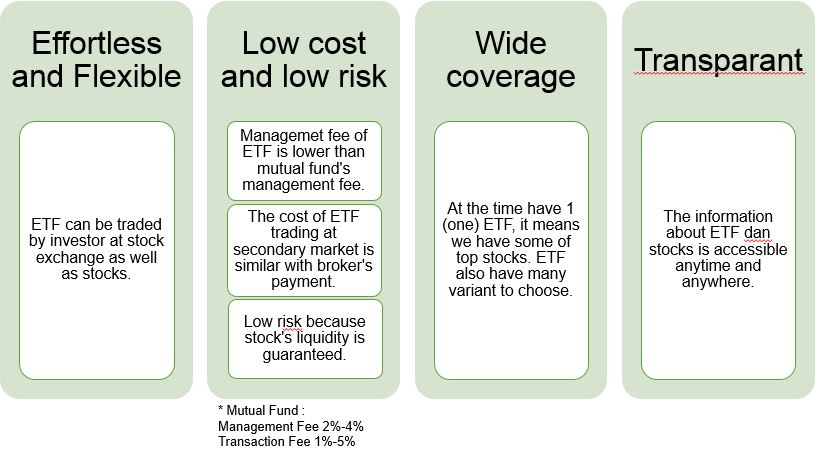 Effortless
and Flexible
ETF can be traded
by investor at stock
exchange as well
as stocks.
Low cost
and low risk
Managemet fee of
ETF is lower than
mutual fund's
management fee.
The cost of ETF
trading at
secondary market is
similar with broker's
payment.
Low risk because
stock's liquidity is
guaranteed.
* Mutual Fund :
Management Fee 2%-4%
Transaction Fee 1%-5%
Wide
coverage
At the time have 1
(one) ETF, it means
we have some of
top stocks. ETF
also have many
variant to choose.
Transparant
The information
about ETF dan
stocks is accessible
anytime and
anywhere.